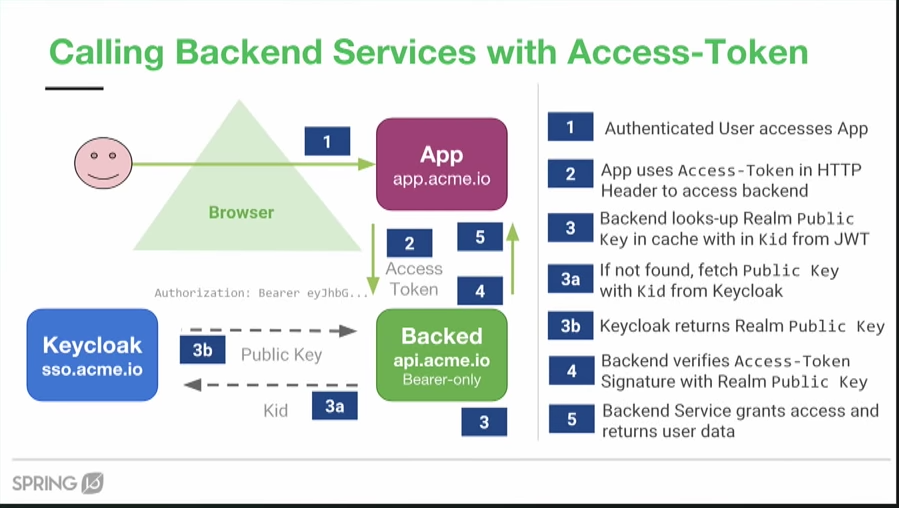 Calling Backend Services with Access-Token
1
App
app.acme.io
Browser
2
5
Access
Token
4
Authorization: Bearer eyJhbG...
Keycloak
sso.acme.io
3b
Public Key
Kid
3a
Backed
api.acme.io
Bearer-only
3
1
Authenticated User accesses App
2
App uses Access-Token in HTTP
Header to access backend
3
Backend looks-up Realm Public
Key in cache with in Kid from JWT
3a
If not found, fetch Public Key
with Kid from Keycloak
3b
Keycloak returns Realm Public Key
4
Backend verifies Access-Token
Signature with Realm Public Key
5
Backend Service grants access and
returns user data
SPRING IO